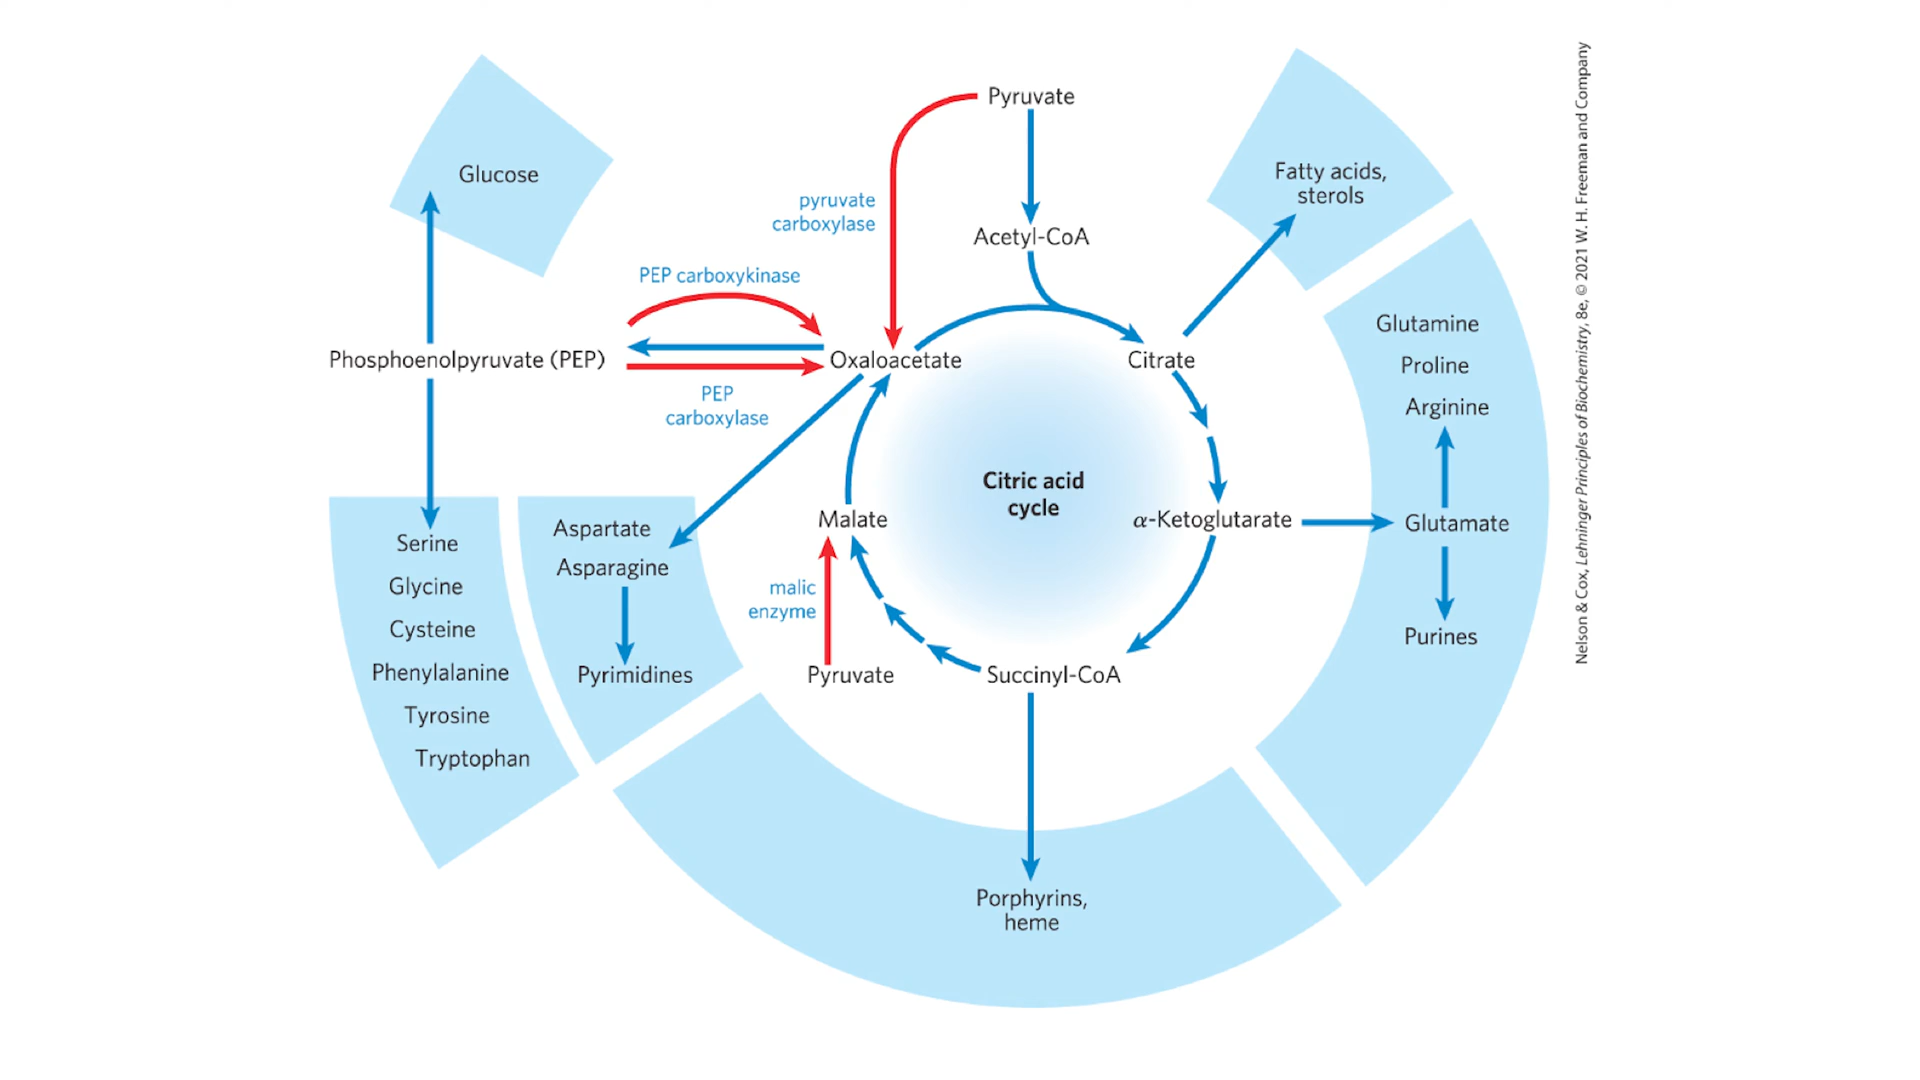 Pyruvate
Glucose
Fatty acids,
sterols
pyruvate
carboxylase
Acetyl-CoA
PEP carboxykinase
Phosphoenolpyruvate (PEP)
Oxaloacetate
Citrate
PEP
carboxylase
Glutamine
Proline
Arginine
Citric acid
cycle
Malate
α-Ketoglutarate
Glutamate
Purines
Serine
Glycine
Cysteine
Phenylalanine
Tyrosine
Tryptophan
Aspartate
Asparagine
Pyrimidines
malic
enzyme
Pyruvate
Succinyl-CoA
Porphyrins,
heme
Nelson & Cox, Lehninger Principles of Biochemistry, 8e, © 2021 W. H. Freeman and Company